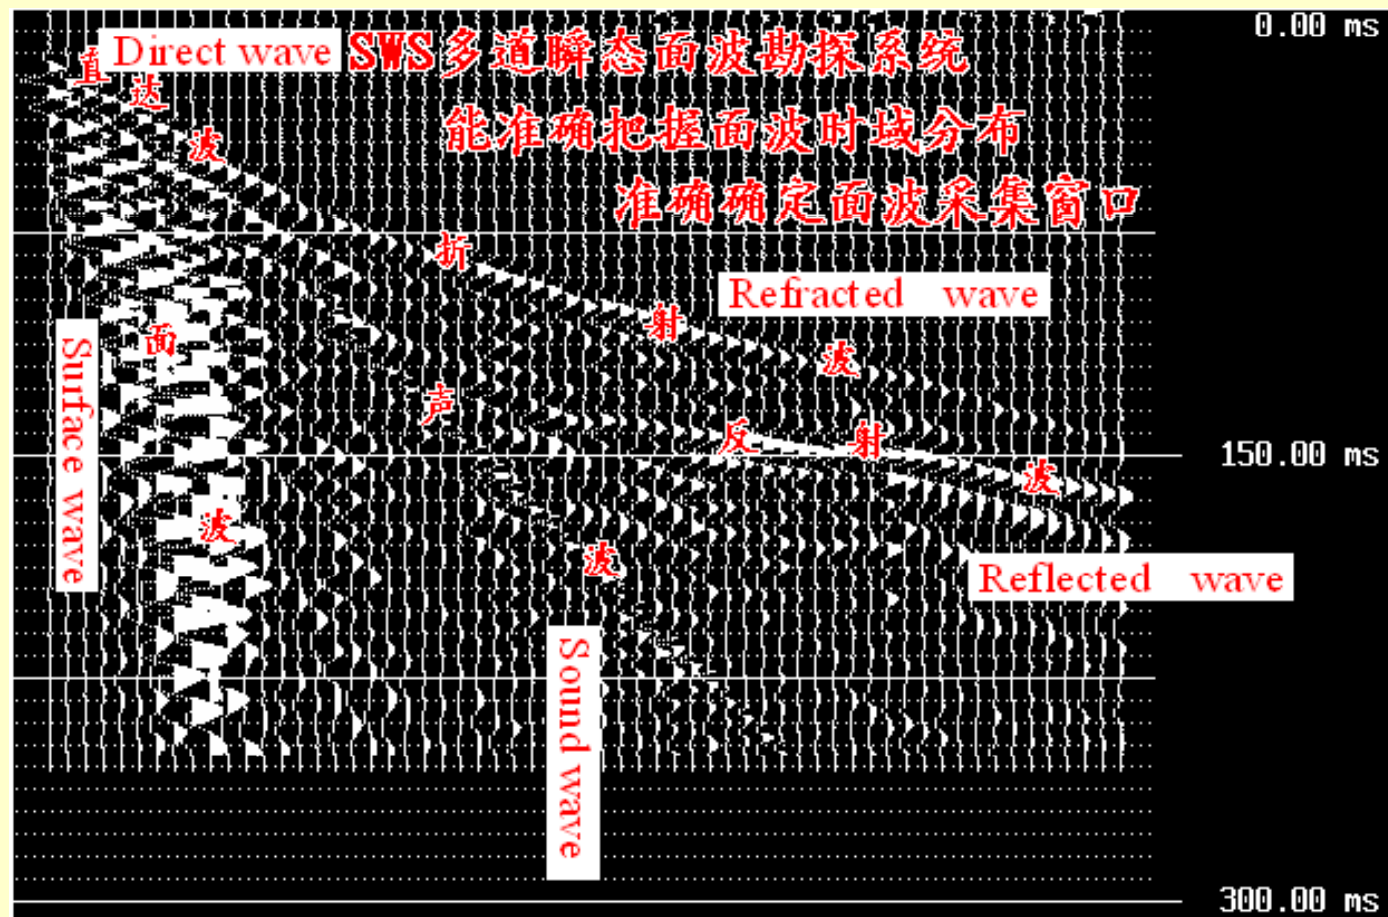 0.00 ms
直达波
Direct wave
SWS多道瞬态面波勘探系统
能准确把握面波时域分布
准确确定面波采集窗口
折射波
Refracted wave
面波
Surface wave
声波
Sound wave
反射波
150.00 ms
Reflected wave
300.00 ms